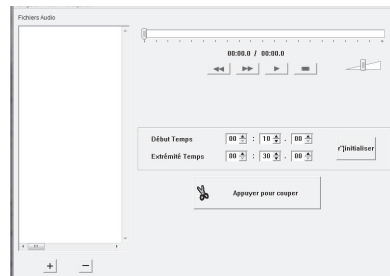 Fichiers Audio
00:00.0 / 00:00.0
Début Temps 00 : 10 . 00
Extrémité Temps 00 : 30 . 00
r'|initialiser
Appuyer pour couper
+ −